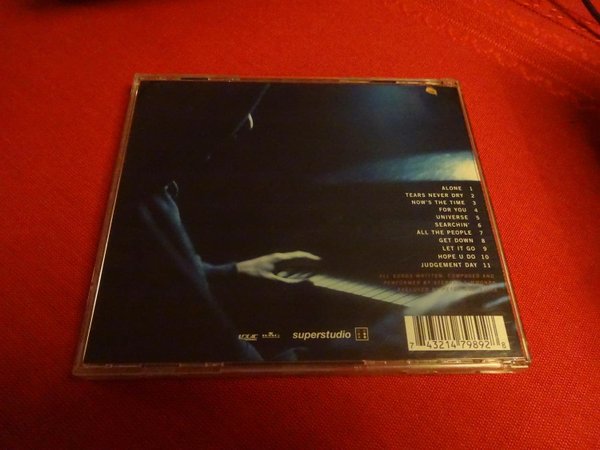 ALONE 1
TEARS NEVER DRY 2
NOW'S THE TIME 3
FOR YOU 4
UNIVERSE 5
SEARCHIN' 6
ALL THE PEOPLE 7
GET DOWN 8
LET IT GO 9
HOPE U DO 10
JUDGEMENT DAY 11
ALL SONGS WRITTEN, COMPOSED AND
PERFORMED BY
BMG superstudio
7 43214 79892 8